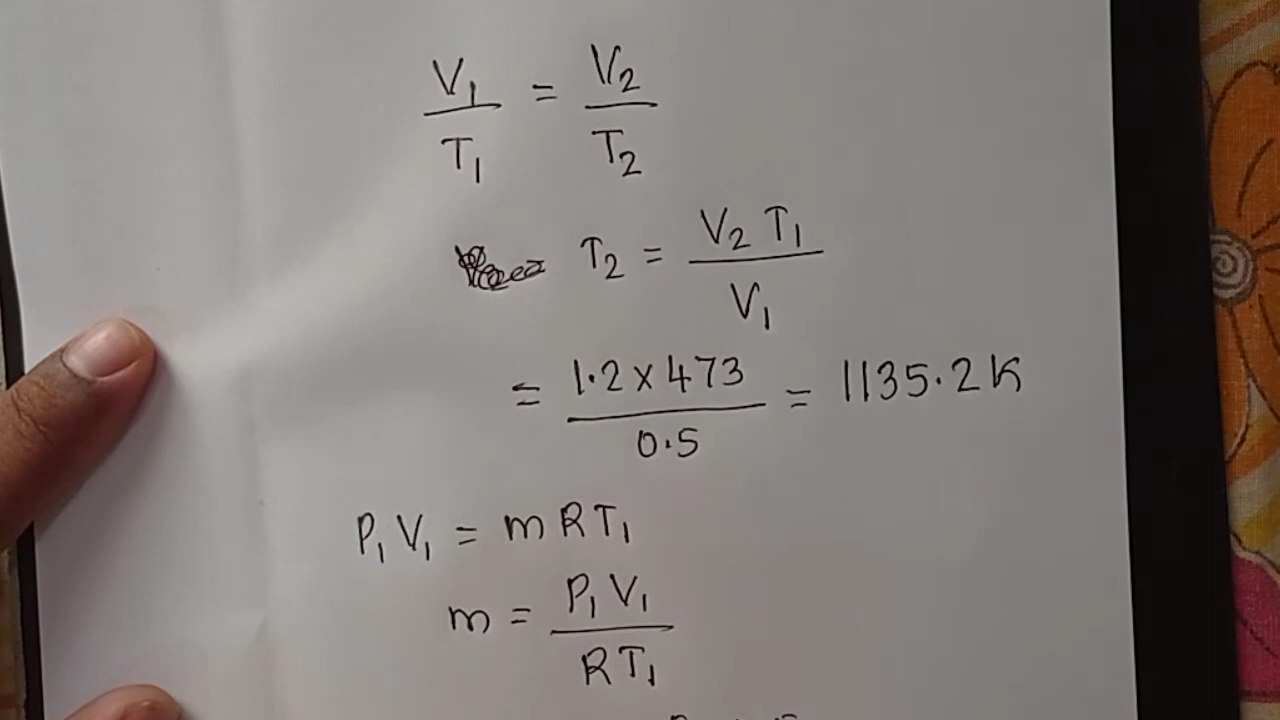 V₁/T₁ = V₂/T₂
T₂ = V₂ T₁ / V₁
= 1.2 x 473 / 0.5 = 1135.2 K
P₁ V₁ = m R T₁
m = P₁ V₁ / R T₁